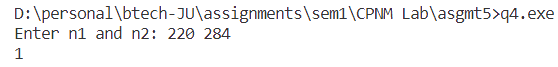 D:\personal\btech-JU\assignments\sem1\CPNM Lab\asgmt5>q4.exe
Enter n1 and n2: 220 284
1